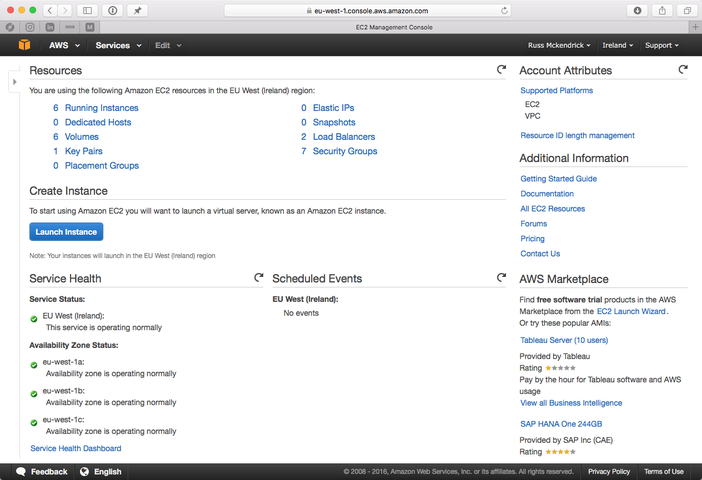 eu-west-1.console.aws.amazon.com
EC2 Management Console
AWS Services Edit Russ Mckendrick Ireland Support
Resources
You are using the following Amazon EC2 resources in the EU West (Ireland) region:
6 Running Instances
0 Dedicated Hosts
6 Volumes
1 Key Pairs
0 Placement Groups
0 Elastic IPs
0 Snapshots
2 Load Balancers
7 Security Groups
Create Instance
To start using Amazon EC2 you will want to launch a virtual server, known as an Amazon EC2 instance.
Launch Instance
Note: Your instances will launch in the EU West (Ireland) region
Service Health
Service Status:
EU West (Ireland):
This service is operating normally
Availability Zone Status:
eu-west-1a:
Availability zone is operating normally
eu-west-1b:
Availability zone is operating normally
eu-west-1c:
Availability zone is operating normally
Service Health Dashboard
Scheduled Events
EU West (Ireland):
No events
Account Attributes
Supported Platforms
EC2
VPC
Resource ID length management
Additional Information
Getting Started Guide
Documentation
All EC2 Resources
Forums
Pricing
Contact Us
AWS Marketplace
Find free software trial products in the AWS
Marketplace from the EC2 Launch Wizard.
Or try these popular AMIs:
Tableau Server (10 users)
Provided by Tableau
Rating
Pay by the hour for Tableau software and AWS
usage
View all Business Intelligence
SAP HANA One 244GB
Provided by SAP Inc (CAE)
Rating
Feedback English © 2008 - 2016, Amazon Web Services, Inc. or its affiliates. All rights reserved. Privacy Policy Terms of Use